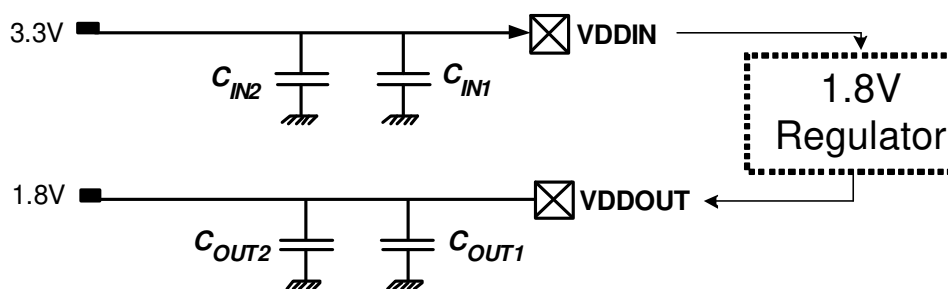 3.3V
VDDIN
C_IN2
C_IN1
1.8V
Regulator
1.8V
VDDOUT
C_OUT2
C_OUT1